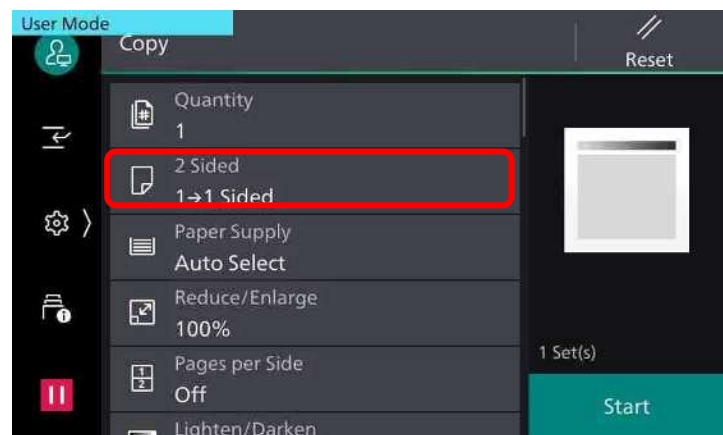 User Mode
Copy
Reset
Quantity
1
2 Sided
1→1 Sided
Paper Supply
Auto Select
Reduce/Enlarge
100%
Pages per Side
Off
Lighten/Darken
1 Set(s)
Start